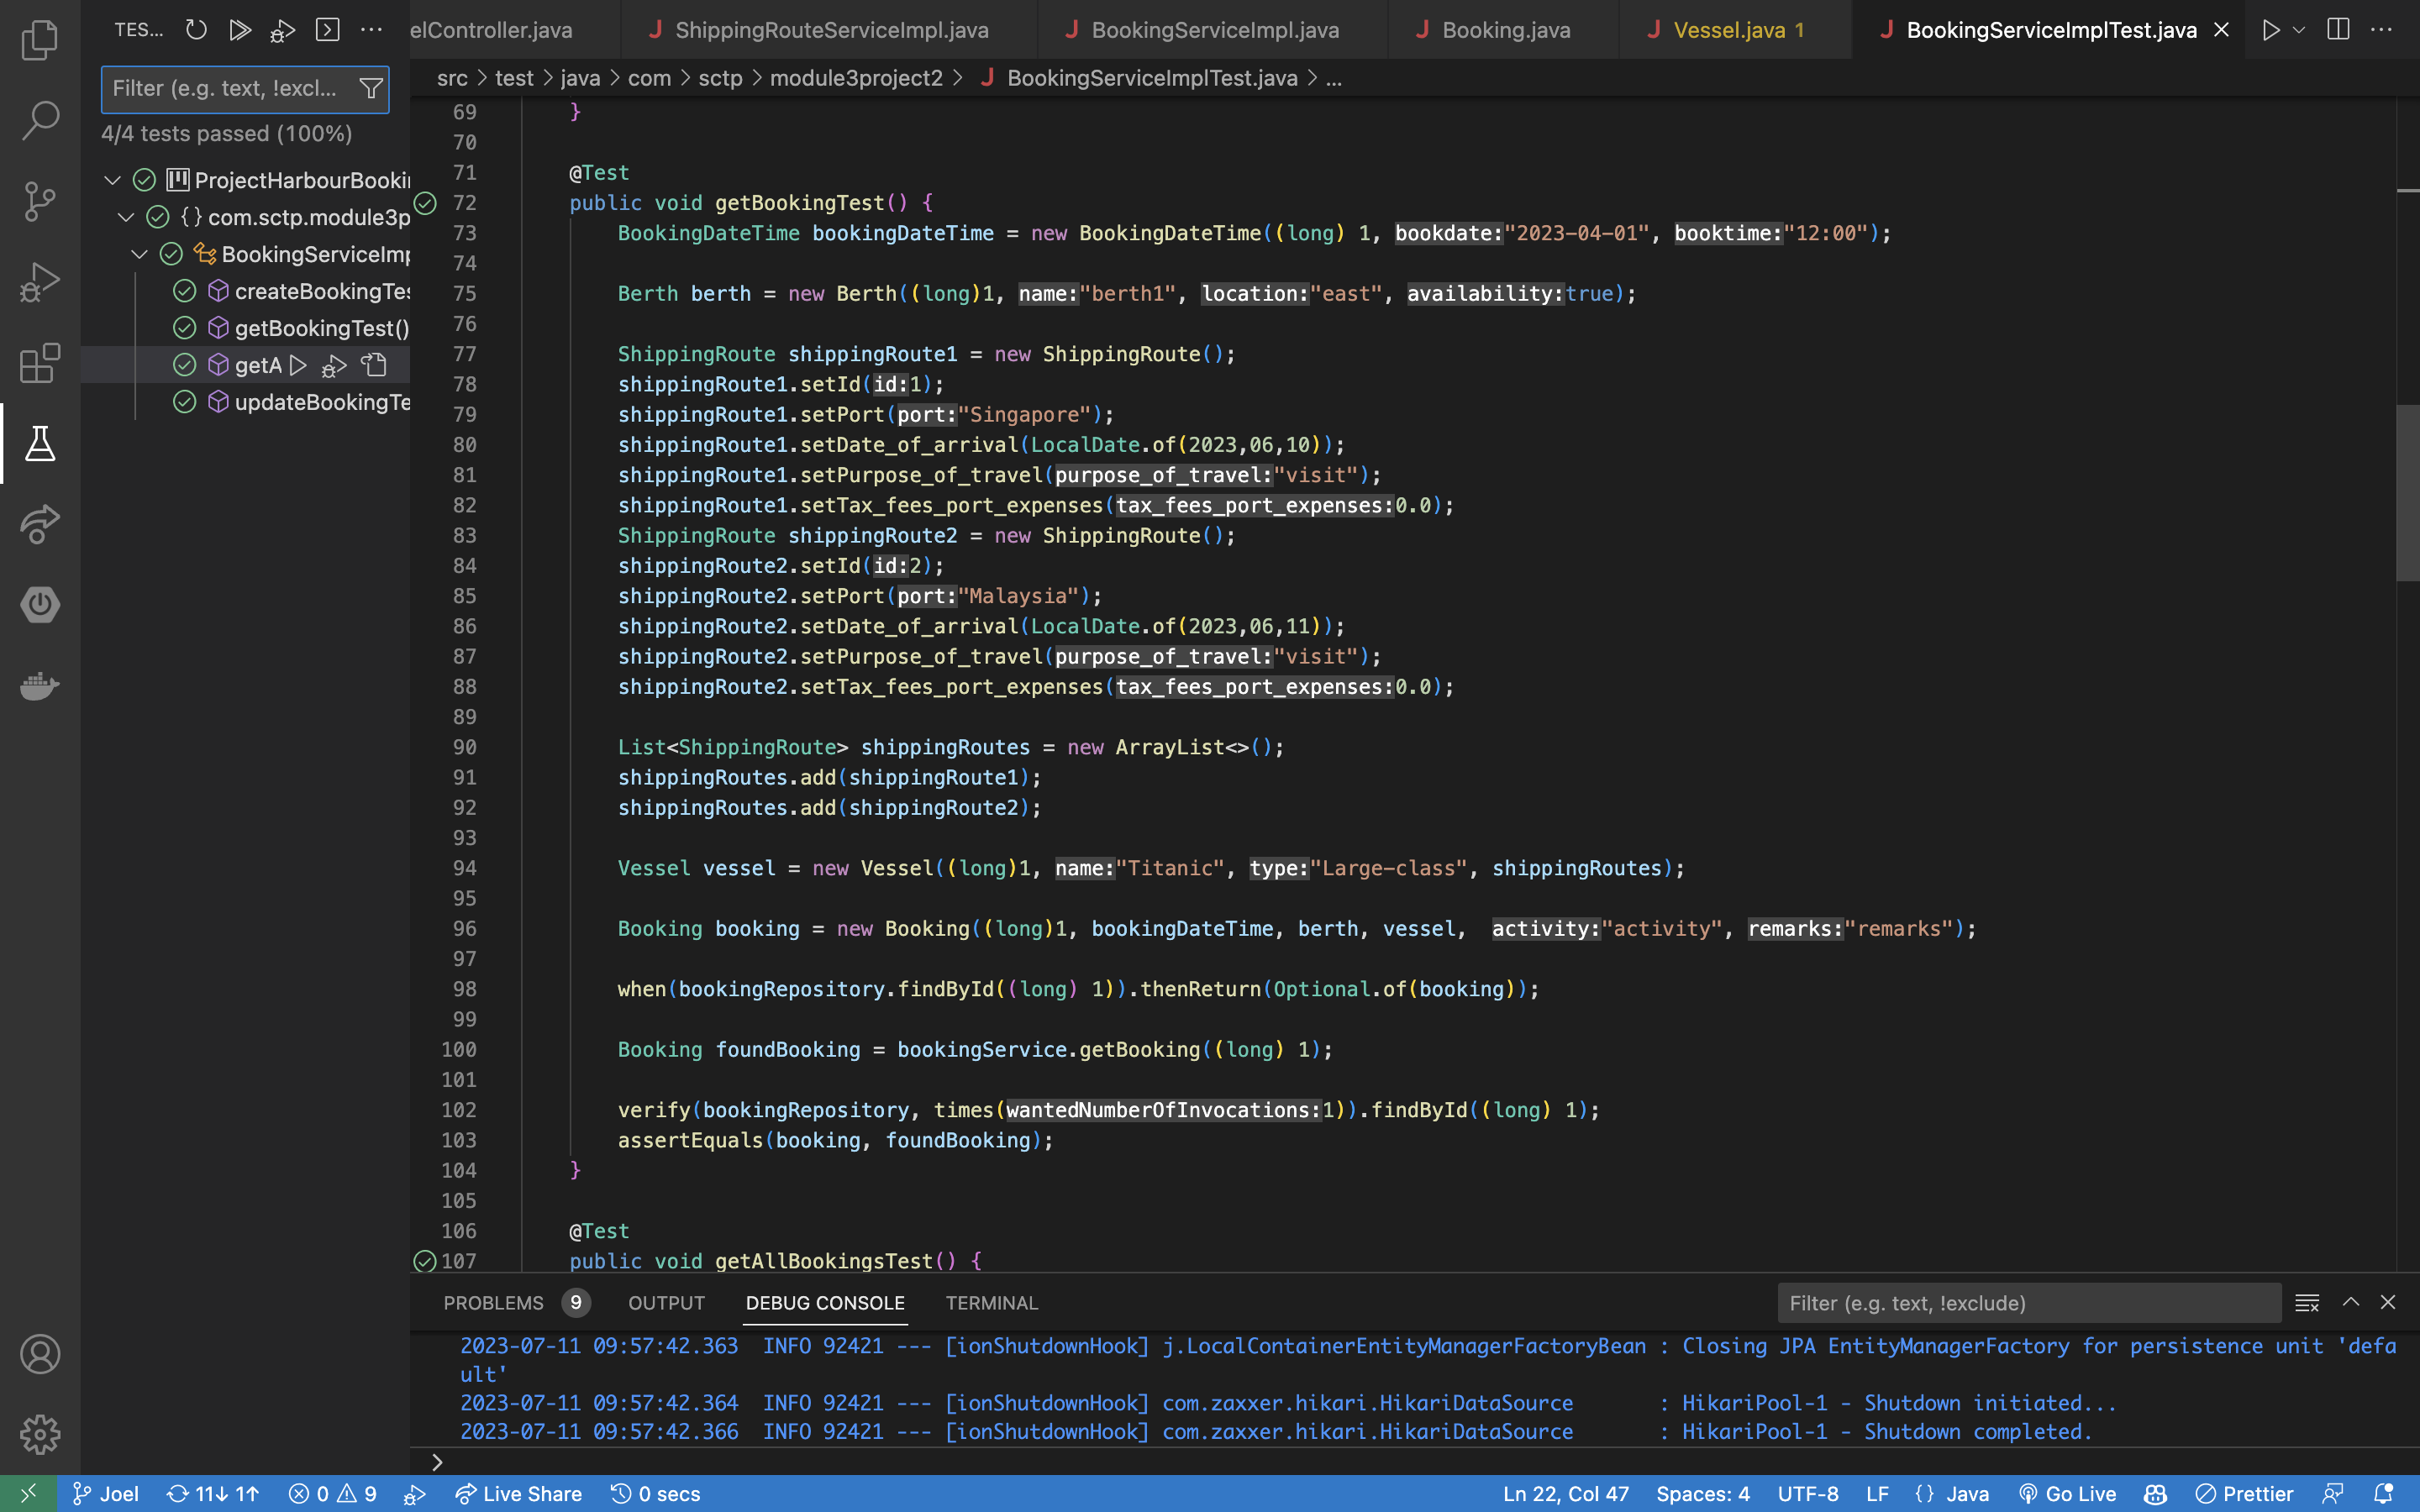 TES...
Filter (e.g. text, !excl...
4/4 tests passed (100%)
ProjectHarbourBooki
{} com.sctp.module3p
BookingServiceImp
createBookingTes
getBookingTest()
getA
updateBookingTe
elController.java
J ShippingRouteServiceImpl.java
J BookingServiceImpl.java
J Booking.java
J Vessel.java 1
J BookingServiceImplTest.java
src > test > java > com > sctp > module3project2 > J BookingServiceImplTest.java > ...
69 }
70
71 @Test
72 public void getBookingTest() {
73 BookingDateTime bookingDateTime = new BookingDateTime((long) 1, bookdate:"2023-04-01", booktime:"12:00");
74
75 Berth berth = new Berth((long)1, name:"berth1", location:"east", availability:true);
76
77 ShippingRoute shippingRoute1 = new ShippingRoute();
78 shippingRoute1.setId(id:1);
79 shippingRoute1.setPort(port:"Singapore");
80 shippingRoute1.setDate_of_arrival(LocalDate.of(2023,06,10));
81 shippingRoute1.setPurpose_of_travel(purpose_of_travel:"visit");
82 shippingRoute1.setTax_fees_port_expenses(tax_fees_port_expenses:0.0);
83 ShippingRoute shippingRoute2 = new ShippingRoute();
84 shippingRoute2.setId(id:2);
85 shippingRoute2.setPort(port:"Malaysia");
86 shippingRoute2.setDate_of_arrival(LocalDate.of(2023,06,11));
87 shippingRoute2.setPurpose_of_travel(purpose_of_travel:"visit");
88 shippingRoute2.setTax_fees_port_expenses(tax_fees_port_expenses:0.0);
89
90 List<ShippingRoute> shippingRoutes = new ArrayList<>();
91 shippingRoutes.add(shippingRoute1);
92 shippingRoutes.add(shippingRoute2);
93
94 Vessel vessel = new Vessel((long)1, name:"Titanic", type:"Large-class", shippingRoutes);
95
96 Booking booking = new Booking((long)1, bookingDateTime, berth, vessel,  activity:"activity", remarks:"remarks");
97
98 when(bookingRepository.findById((long) 1)).thenReturn(Optional.of(booking));
99
100 Booking foundBooking = bookingService.getBooking((long) 1);
101
102 verify(bookingRepository, times(wantedNumberOfInvocations:1)).findById((long) 1);
103 assertEquals(booking, foundBooking);
104 }
105
106 @Test
107 public void getAllBookingsTest() {
PROBLEMS 9 OUTPUT DEBUG CONSOLE TERMINAL
Filter (e.g. text, !exclude)
2023-07-11 09:57:42.363  INFO 92421 --- [ionShutdownHook] j.LocalContainerEntityManagerFactoryBean : Closing JPA EntityManagerFactory for persistence unit 'defa
ult'
2023-07-11 09:57:42.364  INFO 92421 --- [ionShutdownHook] com.zaxxer.hikari.HikariDataSource       : HikariPool-1 - Shutdown initiated...
2023-07-11 09:57:42.366  INFO 92421 --- [ionShutdownHook] com.zaxxer.hikari.HikariDataSource       : HikariPool-1 - Shutdown completed.
>
Joel 11↓ 1↑ 0 9 Live Share 0 secs Ln 22, Col 47 Spaces: 4 UTF-8 LF {} Java Go Live Prettier